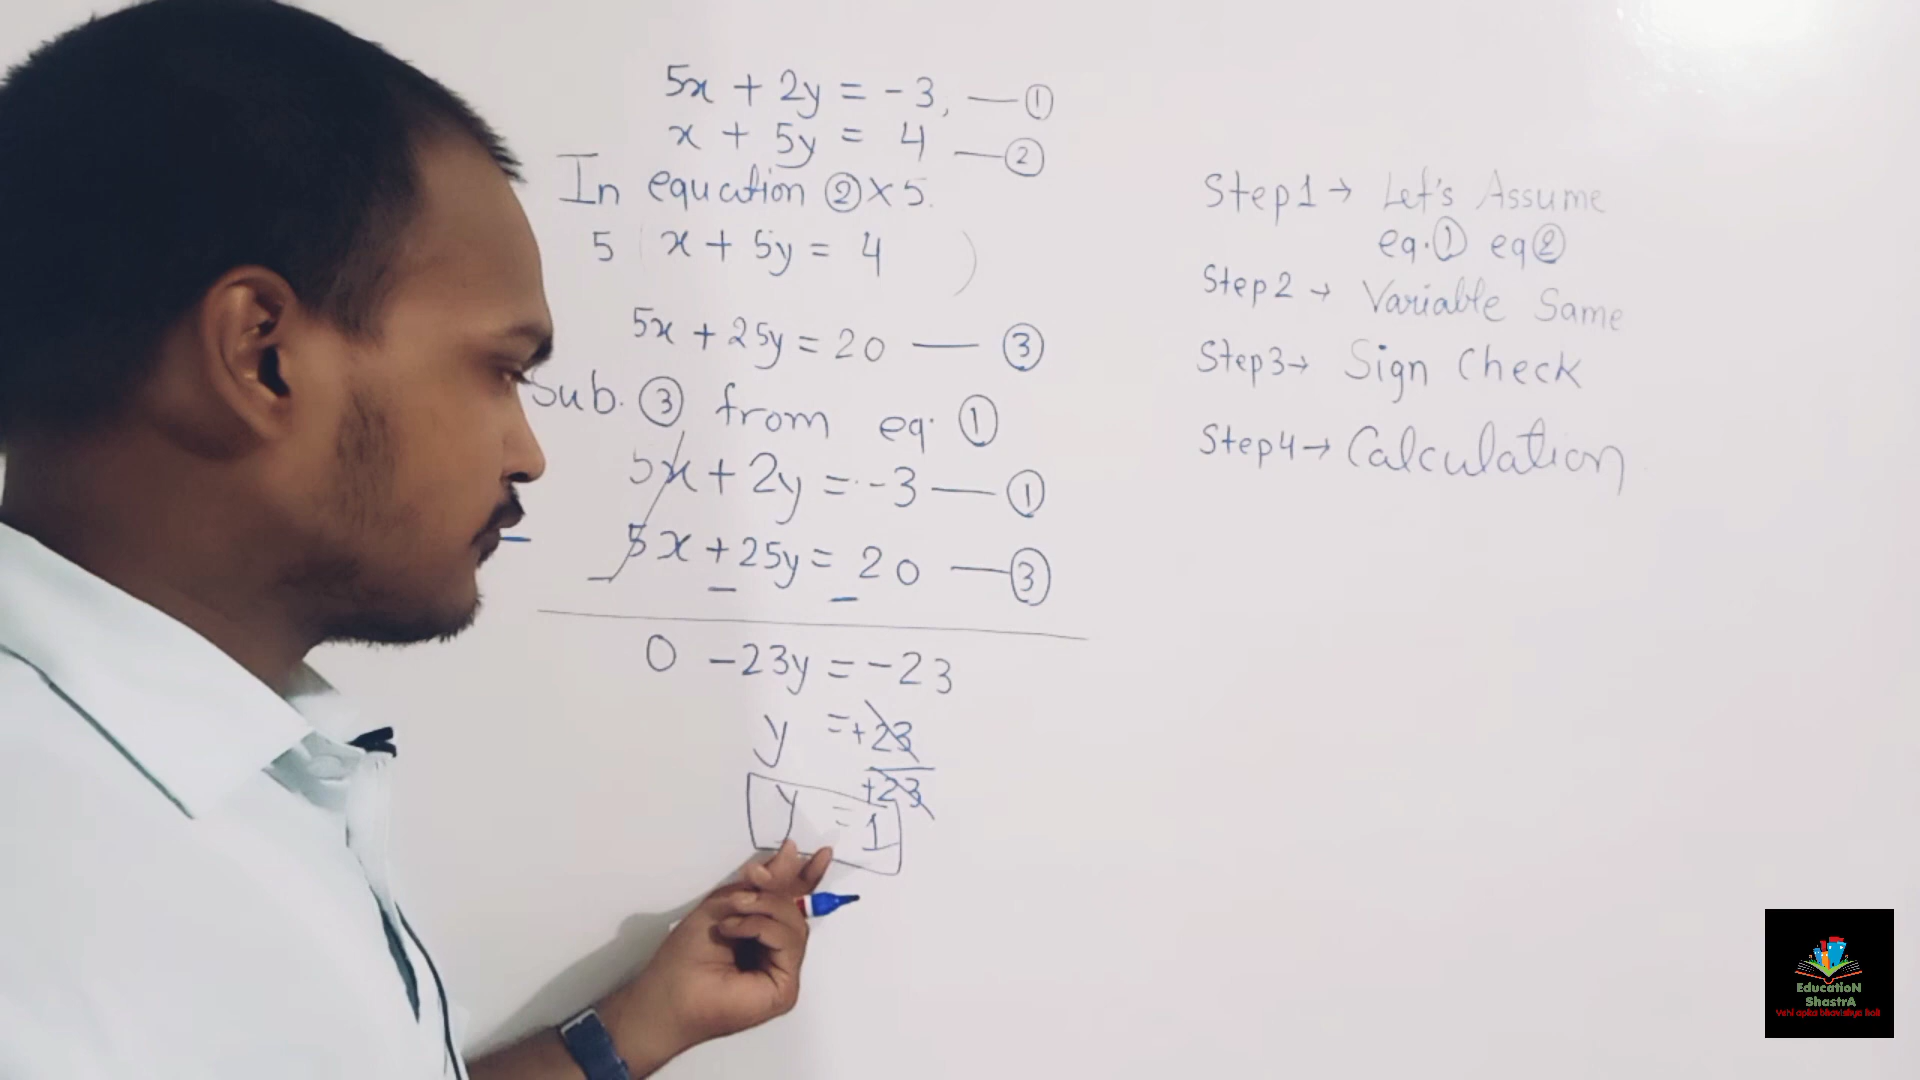 5x + 2y = -3, — ①
x + 5y = 4 — ②
In equation ② × 5.
5 ( x + 5y = 4 )
5x + 25y = 20 — ③
Sub. ③ from eq. ①
5x + 2y = -3 — ①
5x + 25y = 20 — ③
0 -23y = -23
y = +23
+23
y = 1
Step1 → Let's Assume
eq.① eq②
Step2 → Variable Same
Step3 → Sign Check
Step4 → Calculation
EducatioN
ShastrA